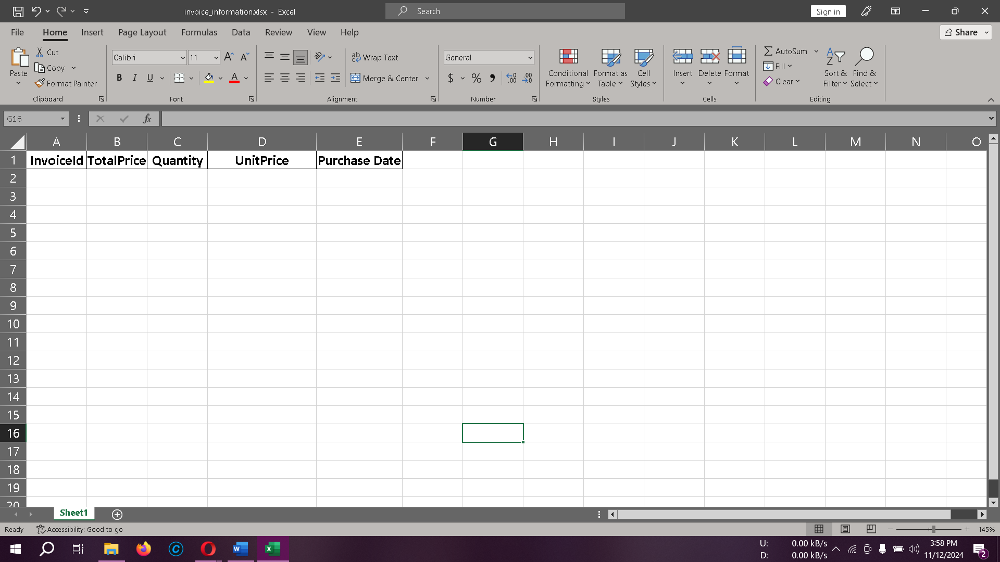 invoice_information.xlsx - Excel
Search
Sign in
File Home Insert Page Layout Formulas Data Review View Help
Share
Paste
Cut
Copy
Format Painter
Clipboard
Calibri 11
B I U
Font
Wrap Text
Merge & Center
Alignment
General
$ % , .00 .00
Number
Conditional Formatting
Format as Table
Cell Styles
Styles
Insert Delete Format
Cells
AutoSum
Fill
Clear
Sort & Filter
Find & Select
Editing
G16 fx
A B C D E F G H I J K L M N O
1 InvoiceId TotalPrice Quantity UnitPrice Purchase Date
2
3
4
5
6
7
8
9
10
11
12
13
14
15
16
17
18
19
20
Sheet1
Ready Accessibility: Good to go 145%
U: 0.00 kB/s
D: 0.00 kB/s
3:58 PM
11/12/2024
2